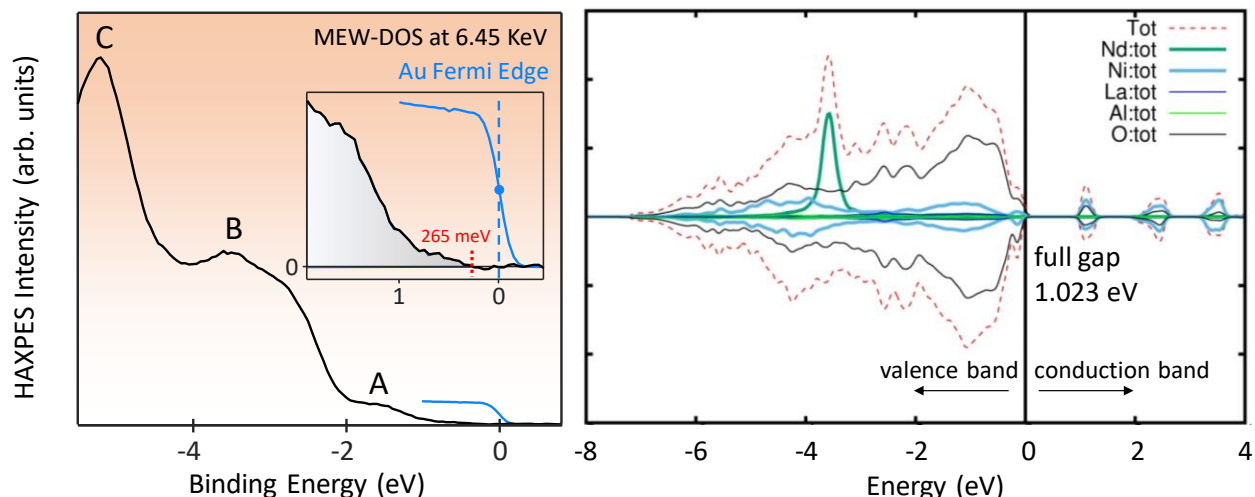 C
MEW-DOS at 6.45 KeV
Au Fermi Edge
265 meV
0
1
0
B
A
-4
-2
0
Binding Energy (eV)
HAXPES Intensity (arb. units)
Tot
Nd:tot
Ni:tot
La:tot
Al:tot
O:tot
full gap
1.023 eV
valence band
conduction band
-8
-6
-4
-2
0
2
4
Energy (eV)